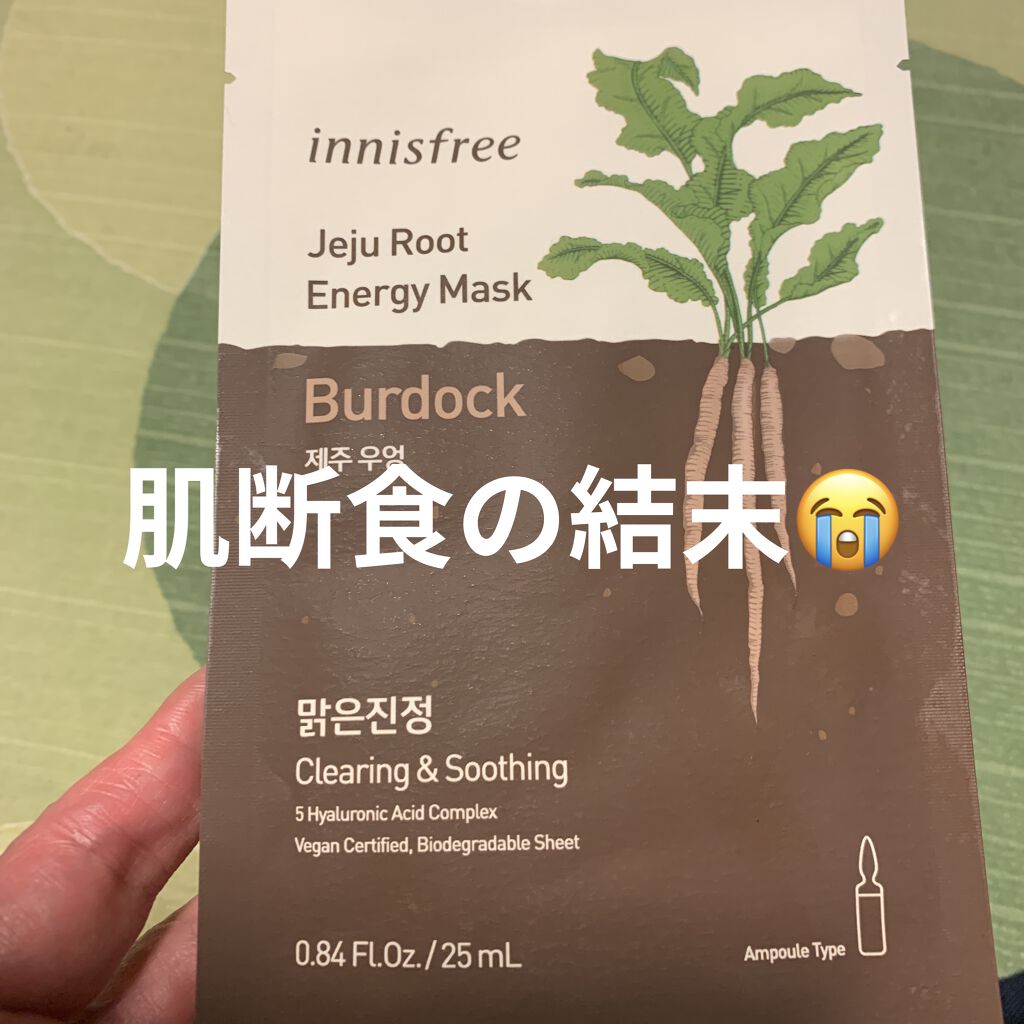 innisfree
Jeju Root
Energy Mask
Burdock
제주 우엉
肌断食の結末😭
맑은진정
Clearing & Soothing
5 Hyaluronic Acid Complex
Vegan Certified, Biodegradable Sheet
0.84 Fl.Oz. / 25 mL
Ampoule Type